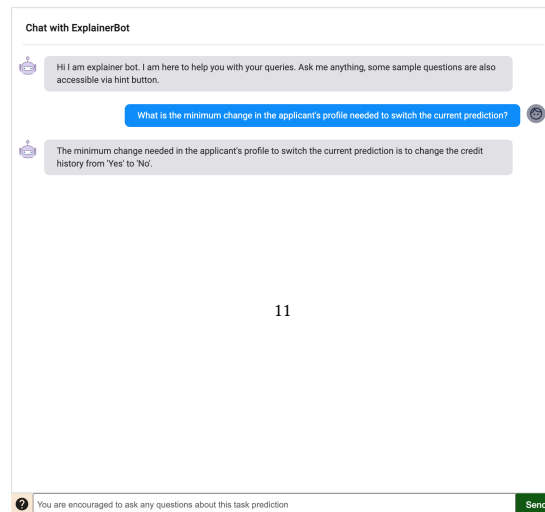 Chat with ExplainerBot
Hi I am explainer bot. I am here to help you with your queries. Ask me anything, some sample questions are also
accessible via hint button.
What is the minimum change in the applicant's profile needed to switch the current prediction?
The minimum change needed in the applicant's profile to switch the current prediction is to change the credit
history from 'Yes' to 'No'.
11
? You are encouraged to ask any questions about this task prediction Send